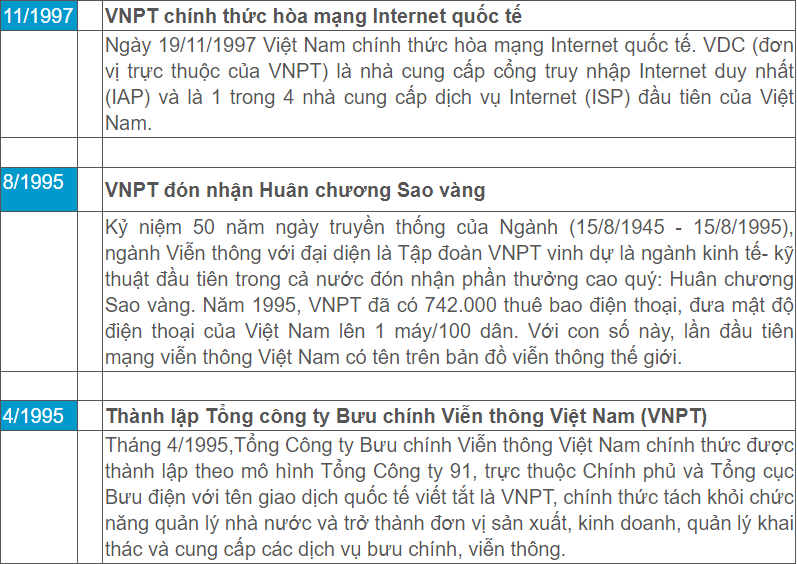 11/1997 VNPT chính thức hòa mạng Internet quốc tế
Ngày 19/11/1997 Việt Nam chính thức hòa mạng Internet quốc tế. VDC (đơn
vị trực thuộc của VNPT) là nhà cung cấp cổng truy nhập Internet duy nhất
(IAP) và là 1 trong 4 nhà cung cấp dịch vụ Internet (ISP) đầu tiên của Việt
Nam.
8/1995 VNPT đón nhận Huân chương Sao vàng
Kỷ niệm 50 năm ngày truyền thống của Ngành (15/8/1945 - 15/8/1995),
ngành Viễn thông với đại diện là Tập đoàn VNPT vinh dự là ngành kinh tế- kỹ
thuật đầu tiên trong cả nước đón nhận phần thưởng cao quý: Huân chương
Sao vàng. Năm 1995, VNPT đã có 742.000 thuê bao điện thoại, đưa mật độ
điện thoại của Việt Nam lên 1 máy/100 dân. Với con số này, lần đầu tiên
mạng viễn thông Việt Nam có tên trên bản đồ viễn thông thế giới.
4/1995 Thành lập Tổng công ty Bưu chính Viễn thông Việt Nam (VNPT)
Tháng 4/1995,Tổng Công ty Bưu chính Viễn thông Việt Nam chính thức được
thành lập theo mô hình Tổng Công ty 91, trực thuộc Chính phủ và Tổng cục
Bưu điện với tên giao dịch quốc tế viết tắt là VNPT, chính thức tách khỏi chức
năng quản lý nhà nước và trở thành đơn vị sản xuất, kinh doanh, quản lý khai
thác và cung cấp các dịch vụ bưu chính, viễn thông.